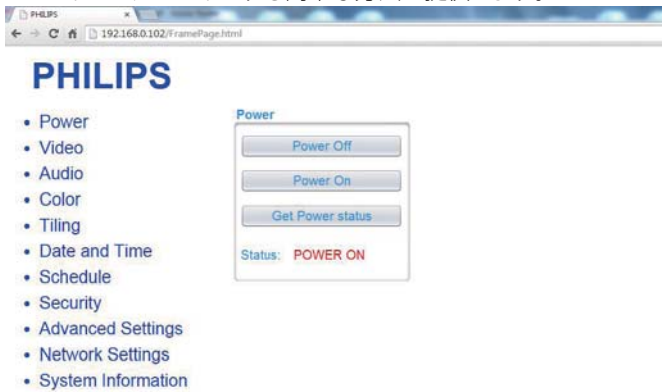 PHILIPS
192.168.0.102/FramePage.html
PHILIPS
• Power
• Video
• Audio
• Color
• Tiling
• Date and Time
• Schedule
• Security
• Advanced Settings
• Network Settings
• System Information
Power
Power Off
Power On
Get Power status
Status: POWER ON